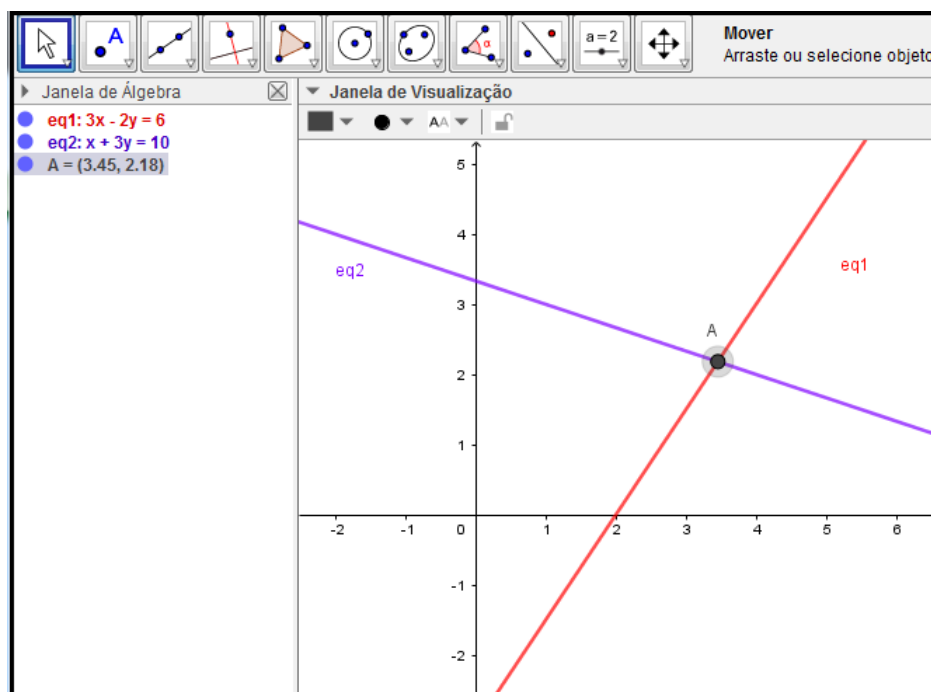 A
α
a = 2
Mover
Arraste ou selecione objeto
Janela de Álgebra
Janela de Visualização
eq1: 3x - 2y = 6
eq2: x + 3y = 10
A = (3.45, 2.18)
AA
5
4
eq2
eq1
3
A
2
1
-2 -1 0 1 2 3 4 5 6
-1
-2